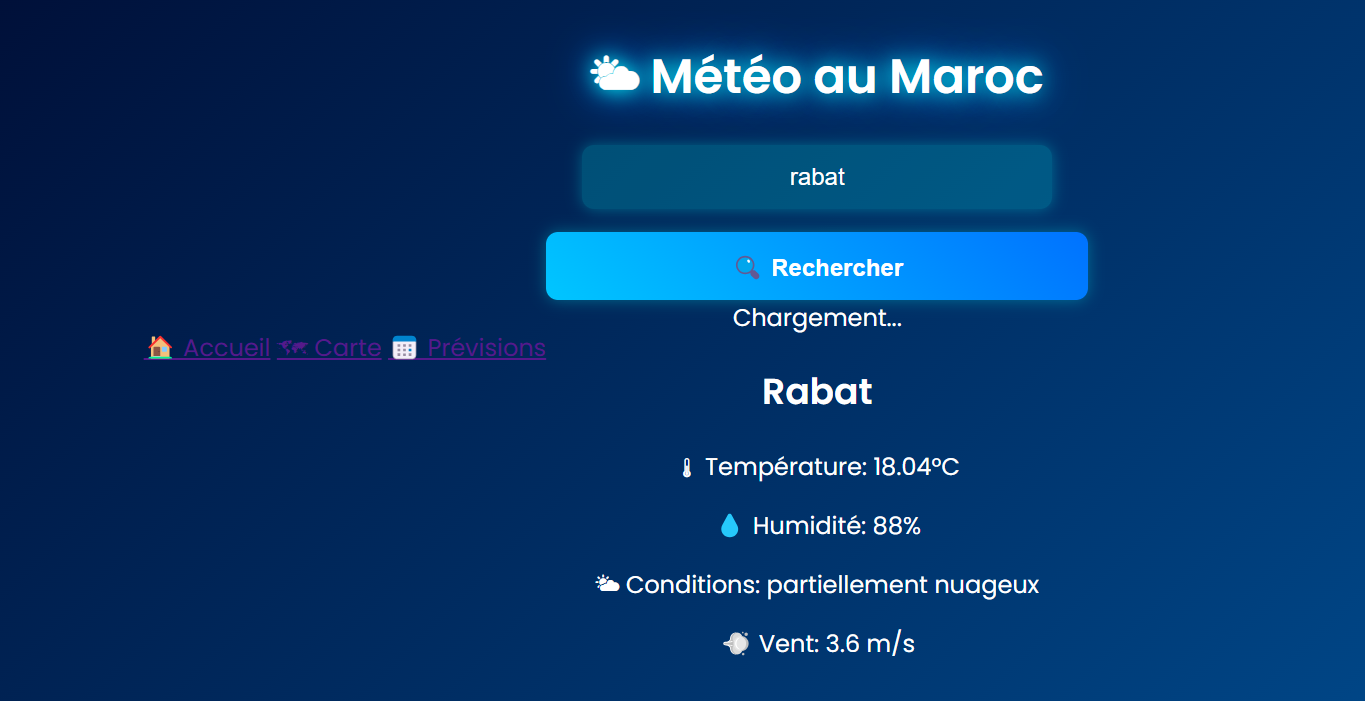 🌥 Météo au Maroc
rabat
🔍 Rechercher
Chargement...
🏠 Accueil 🗺 Carte 📅 Prévisions
Rabat
🌡 Température: 18.04°C
💧 Humidité: 88%
🌥 Conditions: partiellement nuageux
💨 Vent: 3.6 m/s